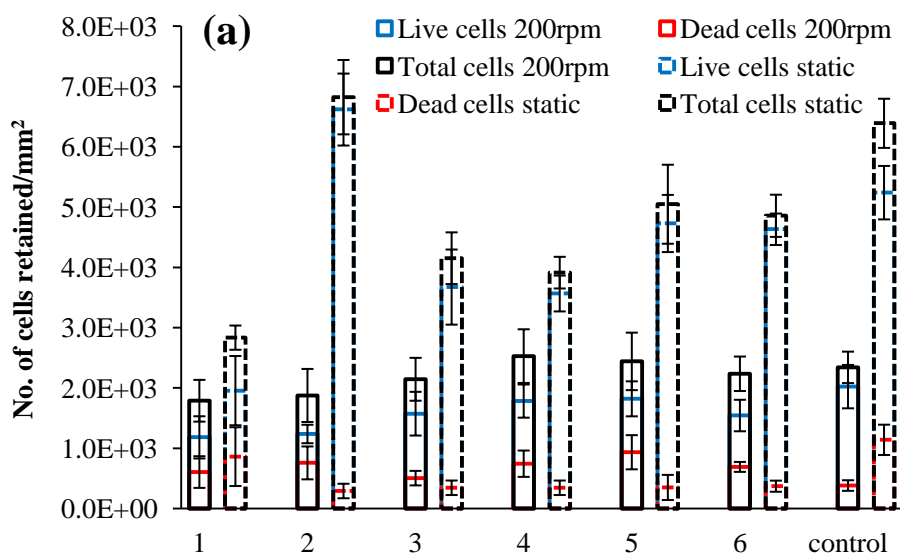 (a)
Live cells 200rpm Dead cells 200rpm
Total cells 200rpm Live cells static
Dead cells static Total cells static
No. of cells retained/mm²
8.0E+03
7.0E+03
6.0E+03
5.0E+03
4.0E+03
3.0E+03
2.0E+03
1.0E+03
0.0E+00
1 2 3 4 5 6 control